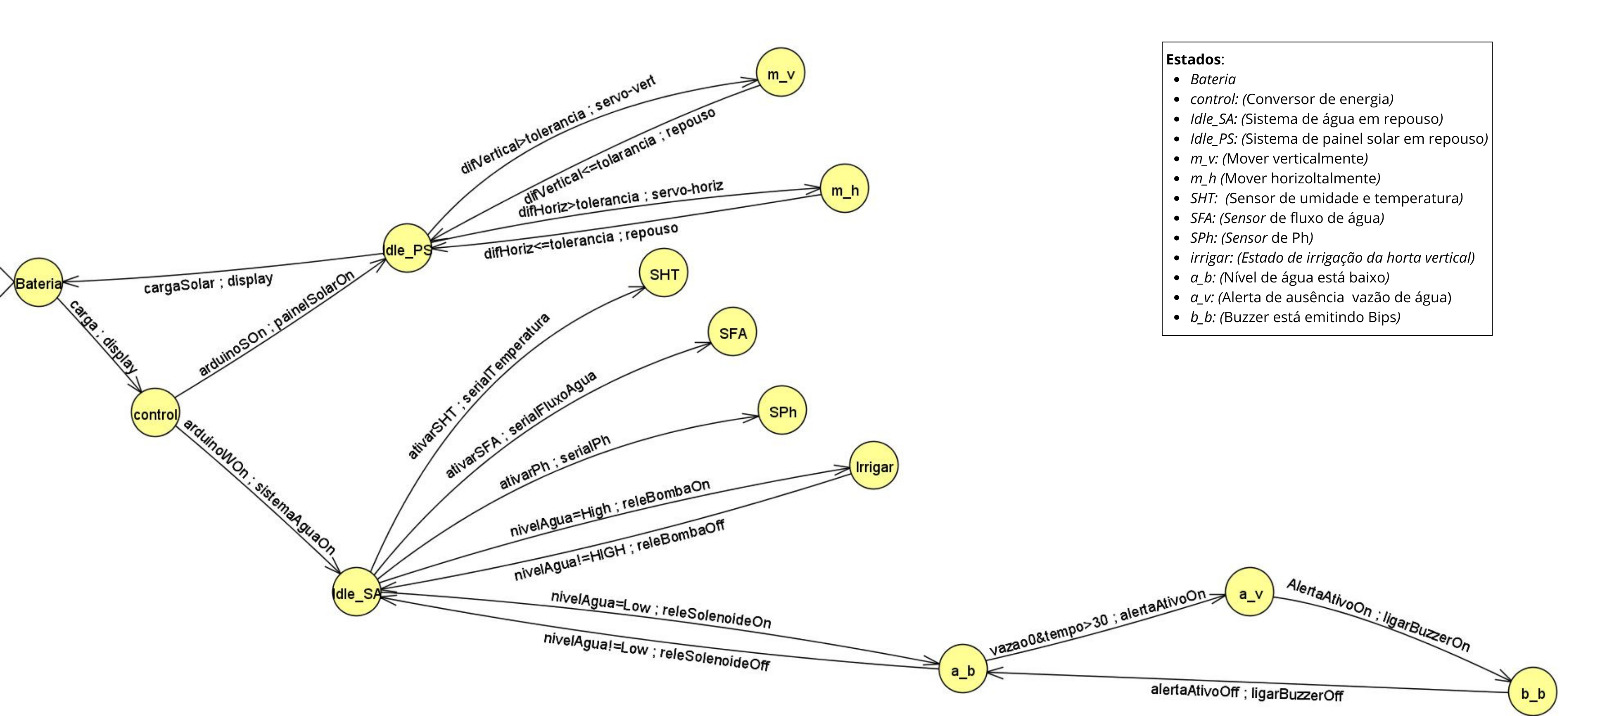 m_v
difVertical>tolerancia ; servo-vert
difVertical<=tolarancia ; repouso
m_h
difHoriz>tolerancia ; servo-horiz
difHoriz<=tolerancia ; repouso
Idle_PS
Bateria
cargaSolar ; display
carga ; display
arduinoSOn ; painelSolarOn
control
arduinoWOn ; sistemaAguaOn
SHT
ativarSHT ; serialTemperatura
SFA
ativarSFA ; serialFluxoAgua
SPh
ativarPh ; serialPh
Irrigar
nivelAgua=High ; releBombaOn
nivelAgua!=HIGH ; releBombaOff
Idle_SA
nivelAgua=Low ; releSolenoideOn
nivelAgua!=Low ; releSolenoideOff
a_b
vazao0&tempo>30 ; alertaAtivoOn
a_v
AlertaAtivoOn ; ligarBuzzerOn
alertaAtivoOff ; ligarBuzzerOff
b_b
Estados:
• Bateria
• control: (Conversor de energia)
• Idle_SA: (Sistema de água em repouso)
• Idle_PS: (Sistema de painel solar em repouso)
• m_v: (Mover verticalmente)
• m_h (Mover horizoltalmente)
• SHT: (Sensor de umidade e temperatura)
• SFA: (Sensor de fluxo de água)
• SPh: (Sensor de Ph)
• irrigar: (Estado de irrigação da horta vertical)
• a_b: (Nível de água está baixo)
• a_v: (Alerta de ausência vazão de água)
• b_b: (Buzzer está emitindo Bips)